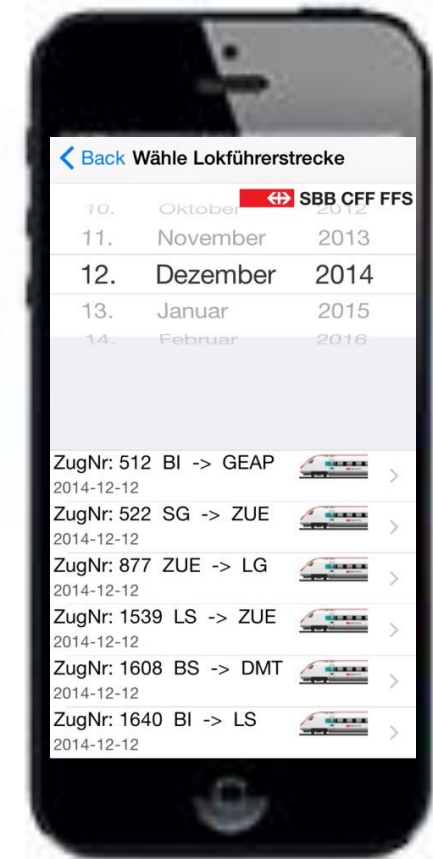 Back Wähle Lokführerstrecke
SBB CFF FFS
10. Oktober 2012
11. November 2013
12. Dezember 2014
13. Januar 2015
14. Februar 2016
ZugNr: 512 BI -> GEAP
2014-12-12
ZugNr: 522 SG -> ZUE
2014-12-12
ZugNr: 877 ZUE -> LG
2014-12-12
ZugNr: 1539 LS -> ZUE
2014-12-12
ZugNr: 1608 BS -> DMT
2014-12-12
ZugNr: 1640 BI -> LS
2014-12-12